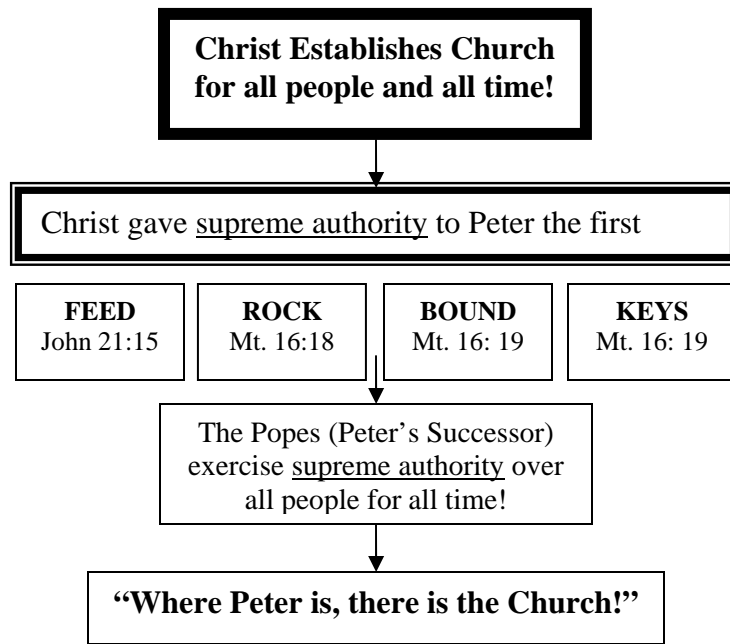 Christ Establishes Church
for all people and all time!
Christ gave supreme authority to Peter the first
FEED
John 21:15
ROCK
Mt. 16:18
BOUND
Mt. 16: 19
KEYS
Mt. 16: 19
The Popes (Peter’s Successor)
exercise supreme authority over
all people for all time!
“Where Peter is, there is the Church!”